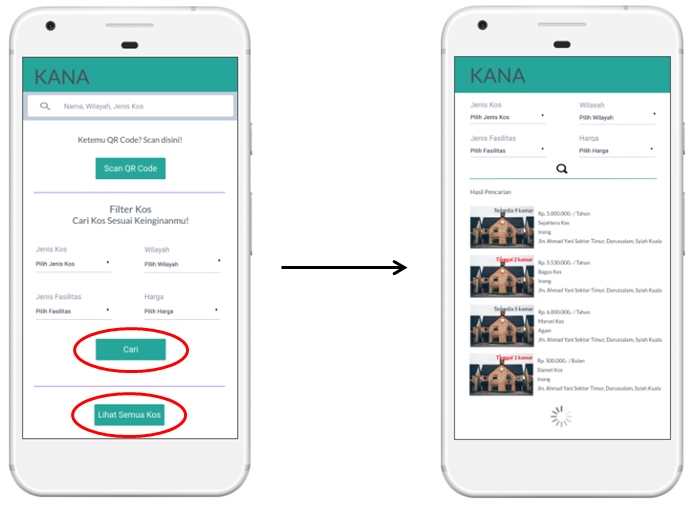 KANA
Nama, Wilayah, Jenis Kos
Ketemu QR Code? Scan disini!
Scan QR Code
Filter Kos
Cari Kos Sesuai Keinginanmu!
Jenis Kos Wilayah
Pilih Jenis Kos Pilih Wilayah
Jenis Fasilitas Harga
Pilih Fasilitas Pilih Harga
Cari
Lihat Semua Kos
KANA
Jenis Kos Wilayah
Pilih Jenis Kos Pilih Wilayah
Jenis Fasilitas Harga
Pilih Fasilitas Pilih Harga
Hasil Pencarian
Tersedia 9 kamar
Rp. 5.800.000,- / Tahun
Sejahtera Kos
Ireng
Jln. Ahmad Yani Sektor Timur, Darussalam, Syiah Kuala
Tinggal 2 kamar
Rp. 5.530.000,- / Tahun
Bagus Kos
Ireng
Jln. Ahmad Yani Sektor Timur, Darussalam, Syiah Kuala
Tersedia 5 kamar
Rp. 6.000.000,- / Tahun
Marvel Kos
Agam
Jln. Ahmad Yani Sektor Timur, Darussalam, Syiah Kuala
Tinggal 1 kamar
Rp. 500.000,- / Bulan
Slamet Kos
Ireng
Jln. Ahmad Yani Sektor Timur, Darussalam, Syiah Kuala